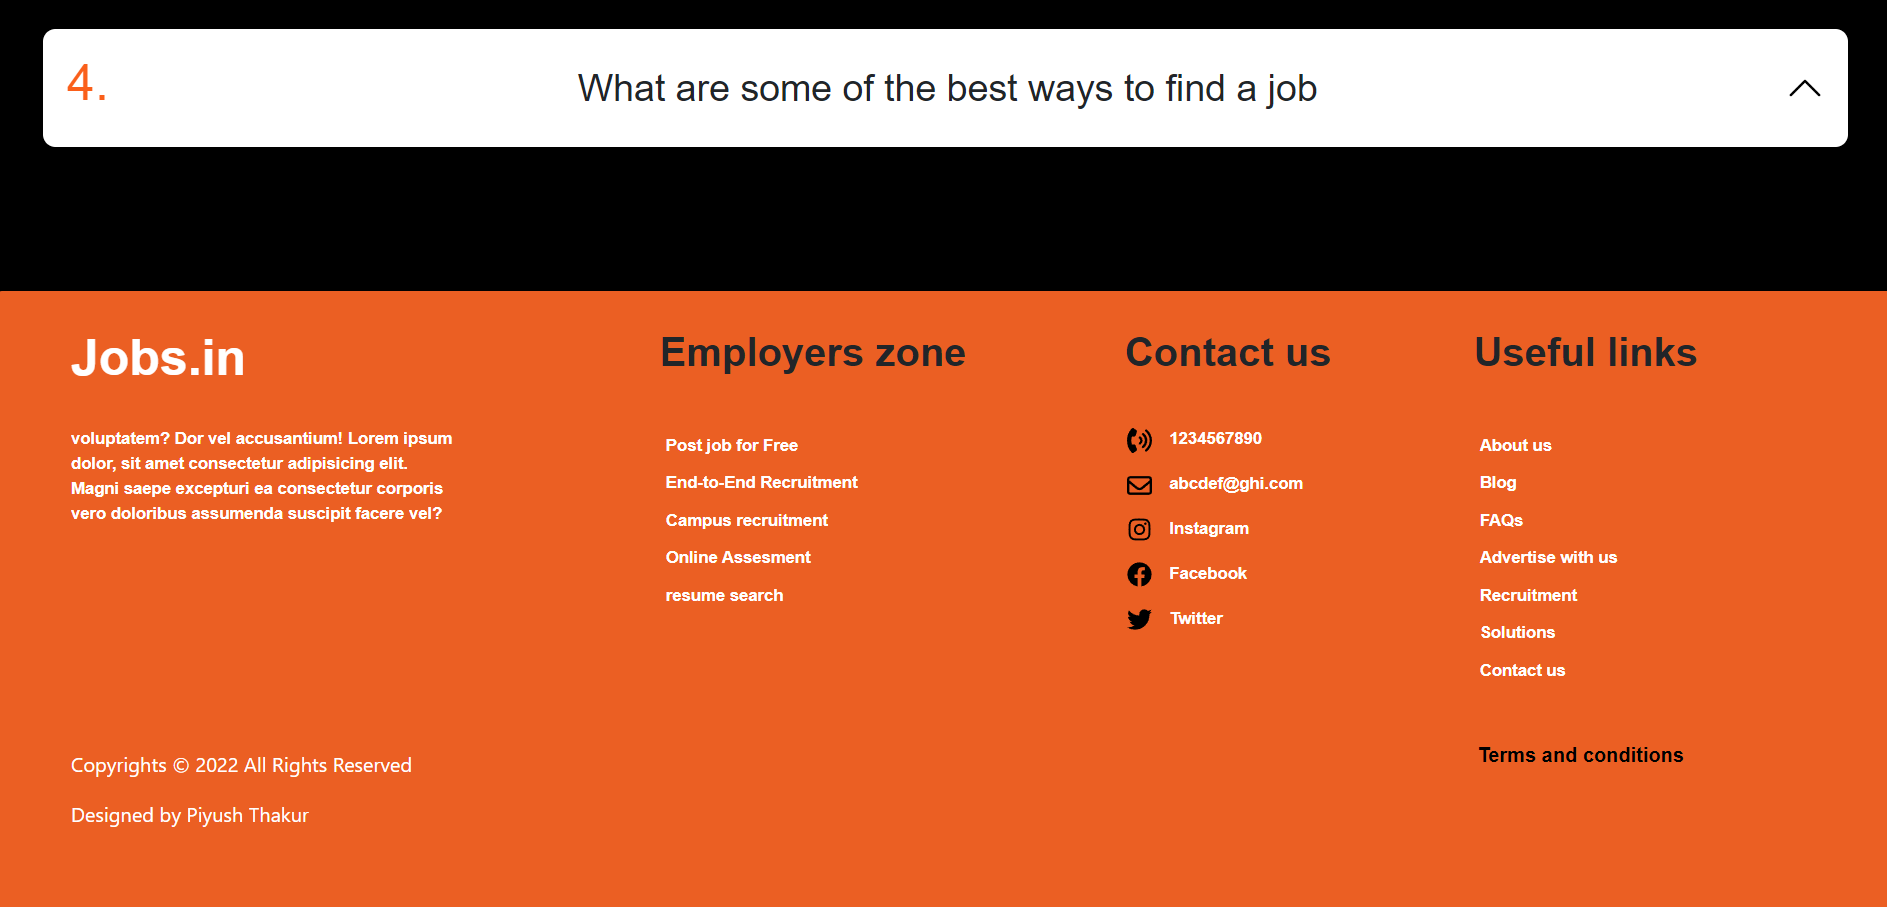 4.
What are some of the best ways to find a job
Jobs.in
voluptatem? Dor vel accusantium! Lorem ipsum
dolor, sit amet consectetur adipisicing elit.
Magni saepe excepturi ea consectetur corporis
vero doloribus assumenda suscipit facere vel?
Employers zone
Post job for Free
End-to-End Recruitment
Campus recruitment
Online Assesment
resume search
Contact us
1234567890
abcdef@ghi.com
Instagram
Facebook
Twitter
Useful links
About us
Blog
FAQs
Advertise with us
Recruitment
Solutions
Contact us
Terms and conditions
Copyrights © 2022 All Rights Reserved
Designed by Piyush Thakur